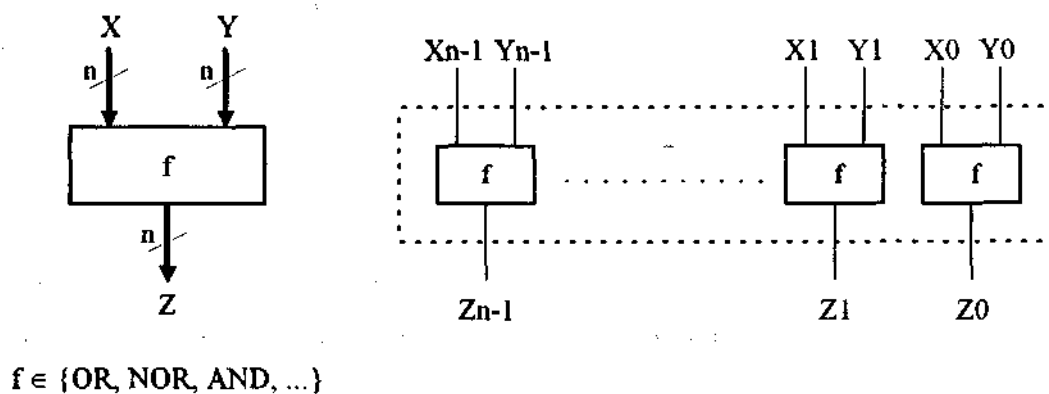 X Y
Xn-1 Yn-1 X1 Y1 X0 Y0
n n
f
f . . . . . . . . . . . . . f f
n
Z
Zn-1 Z1 Z0
f ∈ {OR, NOR, AND, ...}